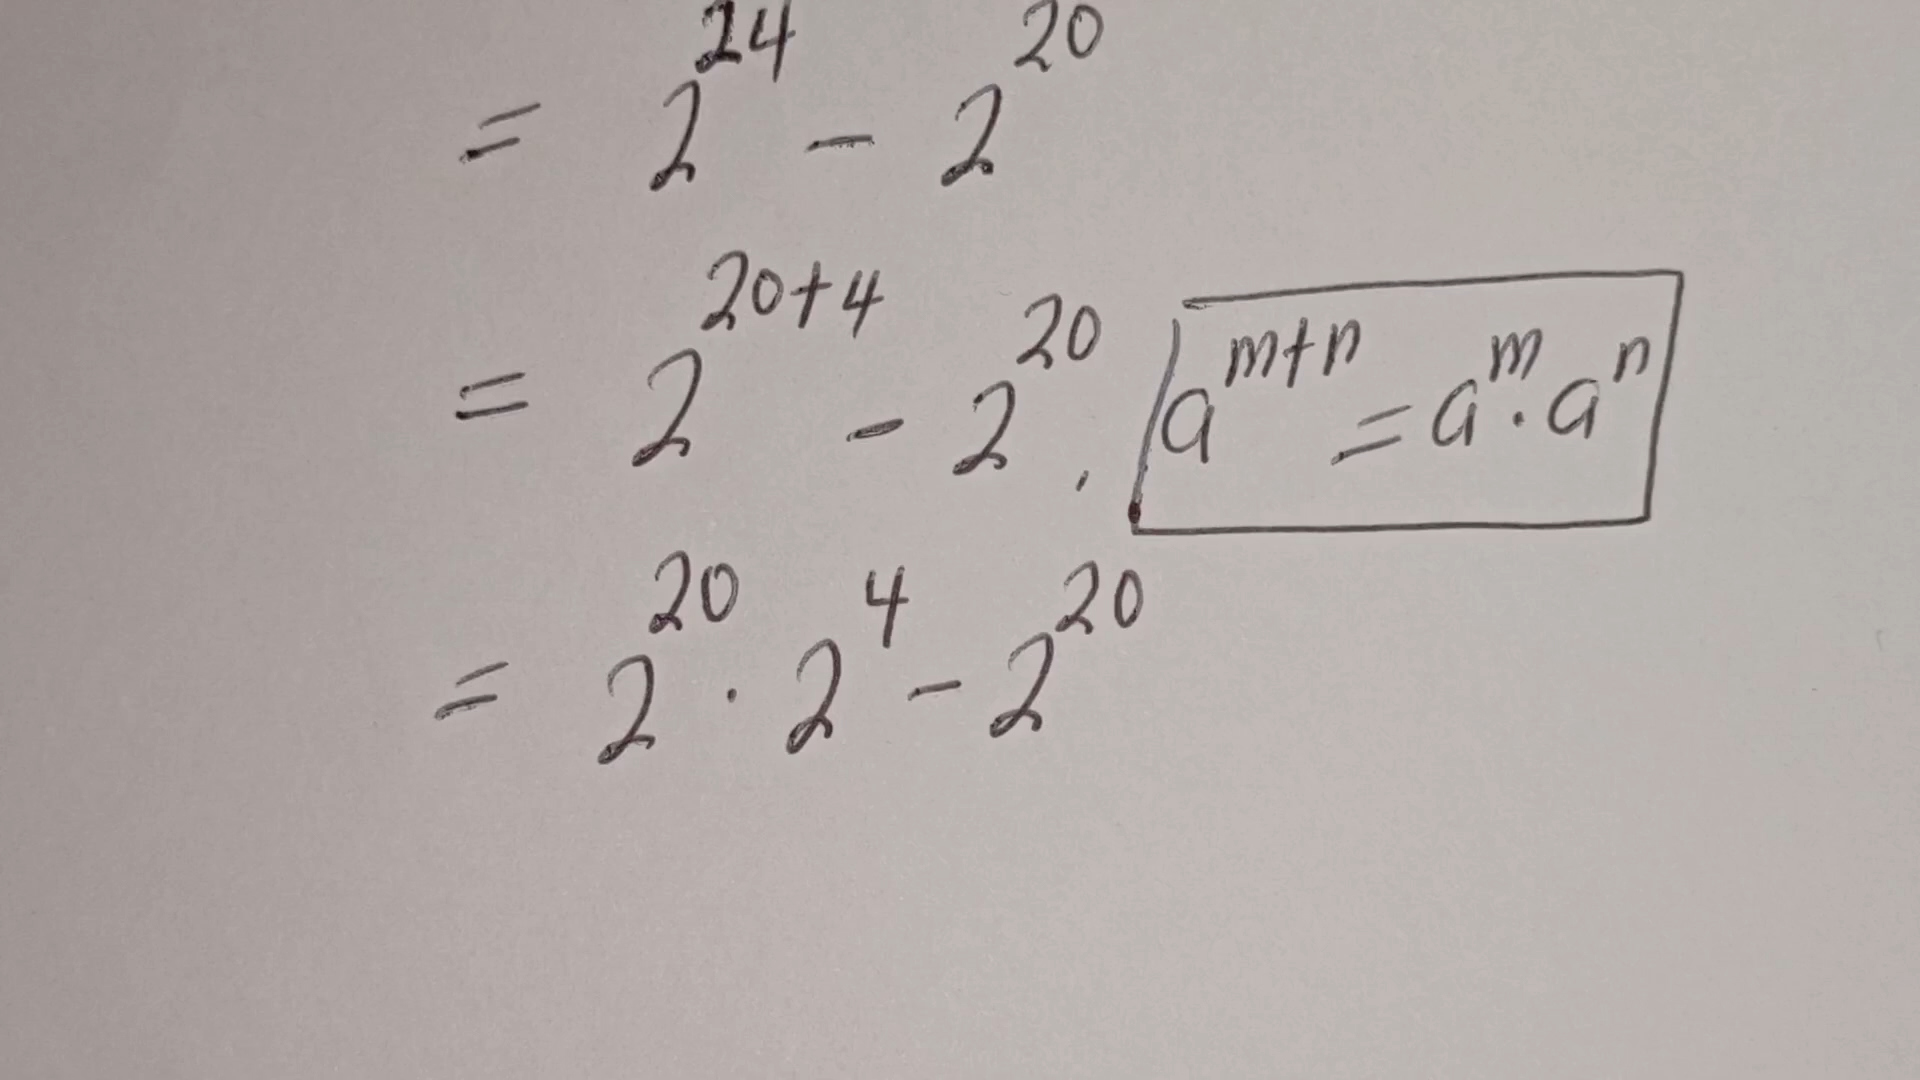 = 2^24 - 2^20
= 2^20+4 - 2^20, a^m+n = a^m · a^n
= 2^20 · 2^4 - 2^20